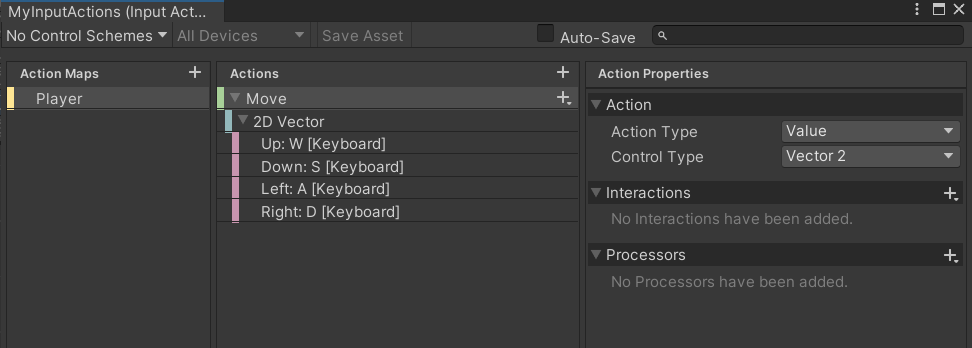 MyInputActions (Input Act...
No Control Schemes All Devices Save Asset Auto-Save
Action Maps Actions Action Properties
Player Move Action
2D Vector Action Type Value
Up: W [Keyboard] Control Type Vector 2
Down: S [Keyboard]
Left: A [Keyboard] Interactions
Right: D [Keyboard] No Interactions have been added.
Processors
No Processors have been added.